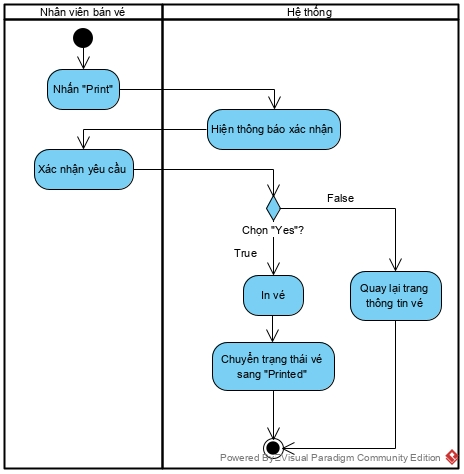 Nhân viên bán vé
Hệ thống
Nhấn "Print"
Hiện thông báo xác nhận
Xác nhận yêu cầu
False
Chọn "Yes"?
True
In vé
Quay lại trang
thông tin vé
Chuyển trạng thái vé
sang "Printed"
Powered By Visual Paradigm Community Edition